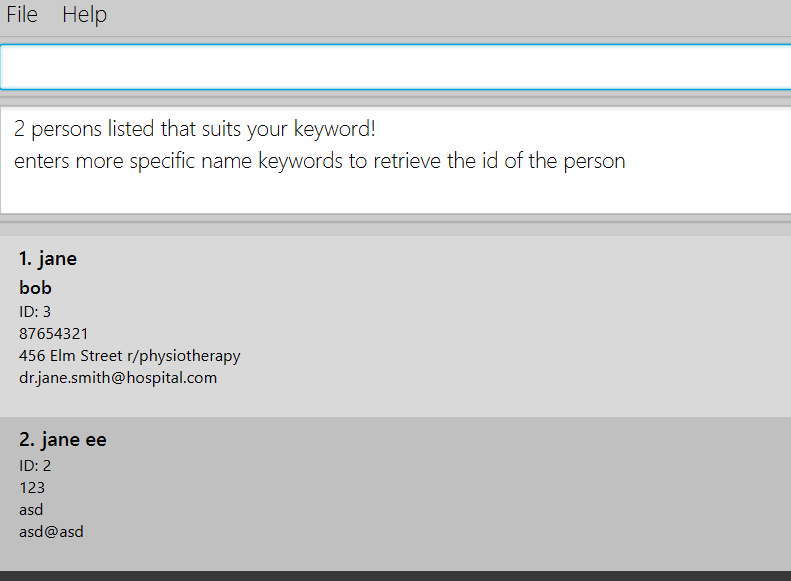 File Help
2 persons listed that suits your keyword!
enters more specific name keywords to retrieve the id of the person
1. jane
bob
ID: 3
87654321
456 Elm Street r/physiotherapy
dr.jane.smith@hospital.com
2. jane ee
ID: 2
123
asd
asd@asd